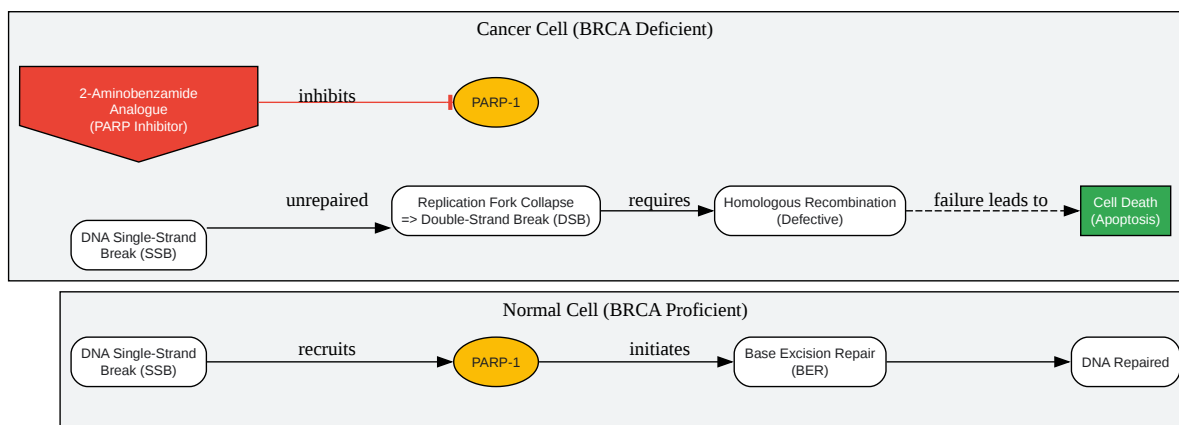 Cancer Cell (BRCA Deficient)
2-Aminobenzamide
Analogue
(PARP Inhibitor)
inhibits
PARP-1
DNA Single-Strand
Break (SSB)
unrepaired
Replication Fork Collapse
=> Double-Strand Break (DSB)
requires
Homologous Recombination
(Defective)
failure leads to
Cell Death
(Apoptosis)
Normal Cell (BRCA Proficient)
DNA Single-Strand
Break (SSB)
recruits
PARP-1
initiates
Base Excision Repair
(BER)
DNA Repaired